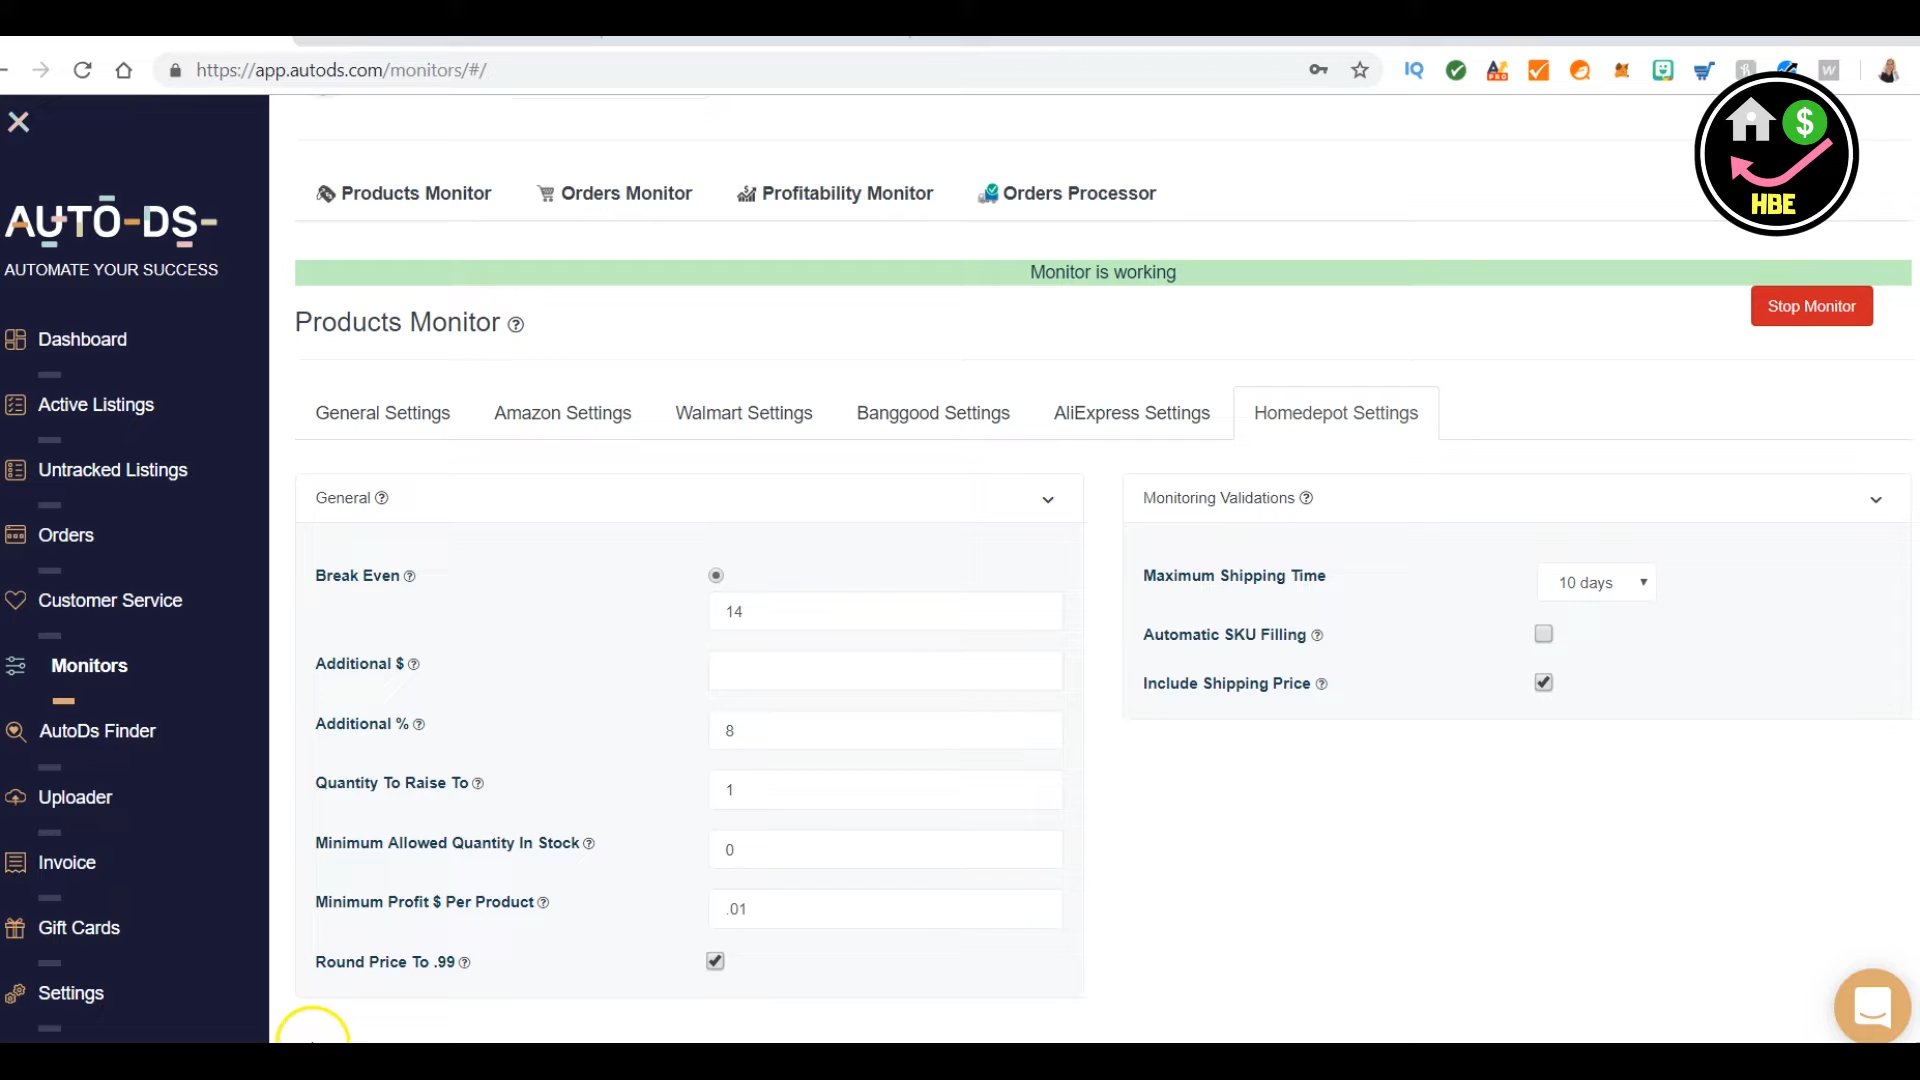 https://app.autods.com/monitors/#/
IQ
A PRO
W
$
HBE
AUTO-DS-
AUTOMATE YOUR SUCCESS
Dashboard
Active Listings
Untracked Listings
Orders
Customer Service
Monitors
AutoDs Finder
Uploader
Invoice
Gift Cards
Settings
Products Monitor
Orders Monitor
Profitability Monitor
Orders Processor
Monitor is working
Stop Monitor
Products Monitor ?
General Settings
Amazon Settings
Walmart Settings
Banggood Settings
AliExpress Settings
Homedepot Settings
General ?
Break Even ?
14
Additional $ ?
Additional % ?
8
Quantity To Raise To ?
1
Minimum Allowed Quantity In Stock ?
0
Minimum Profit $ Per Product ?
.01
Round Price To .99 ?
Monitoring Validations ?
Maximum Shipping Time
10 days
Automatic SKU Filling ?
Include Shipping Price ?